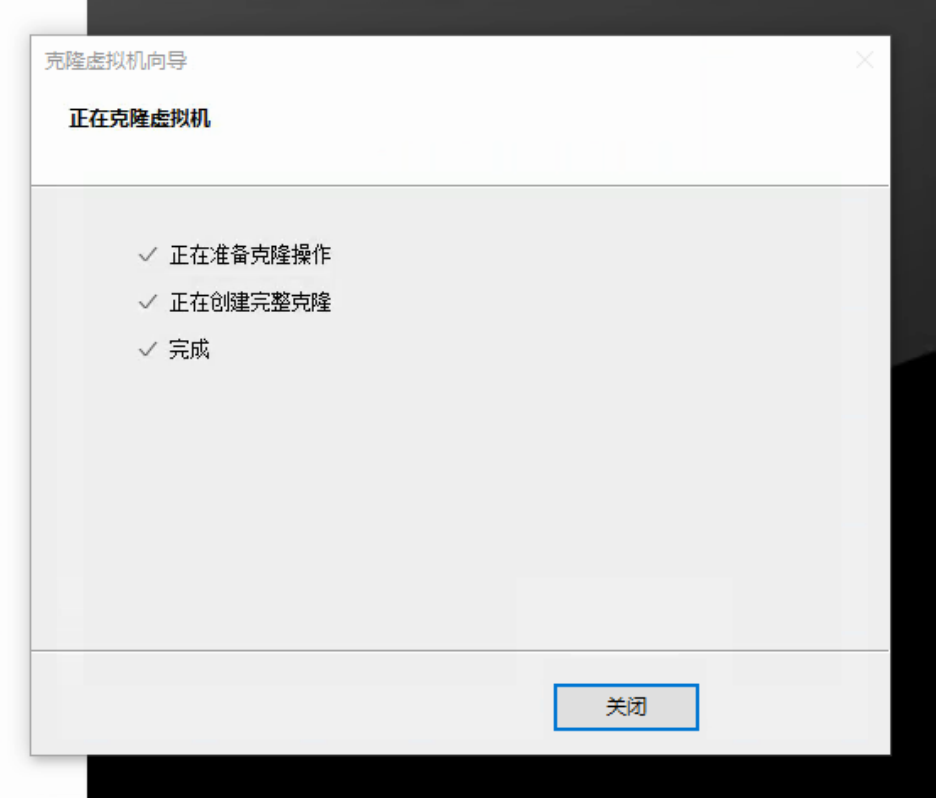 克隆虚拟机向导
正在克隆虚拟机
正在准备克隆操作
正在创建完整克隆
完成
关闭